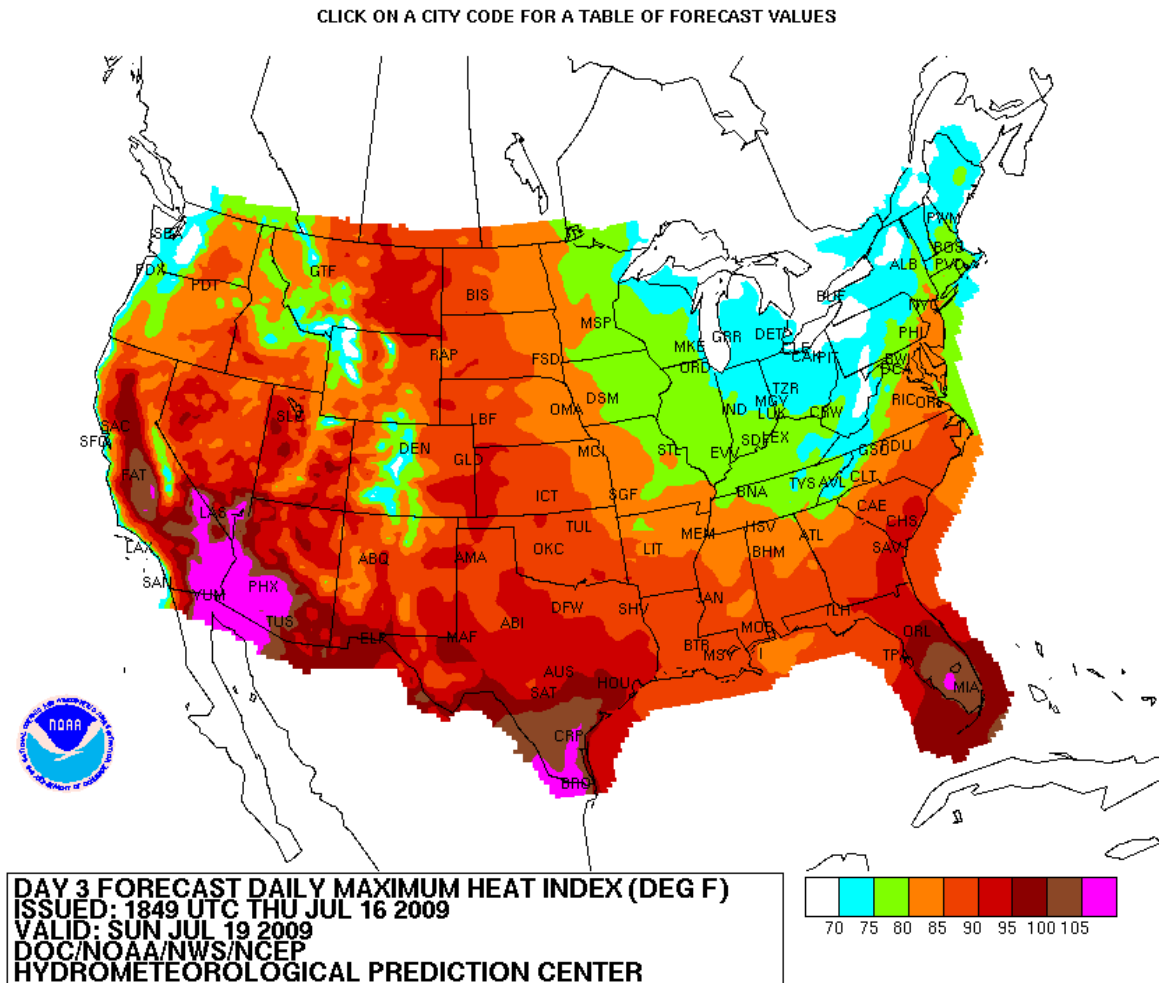 CLICK ON A CITY CODE FOR A TABLE OF FORECAST VALUES
SEA
PDX
PDT
GTF
BIS
MSP
RAP
FSD
MKE
GRR
DET
BUF
ALB
PWM
BOS
PVD
NYC
PHL
BWI
DCA
CLE
CAK
PIT
ORD
DSM
OMA
LBF
SLC
SAC
SFO
FAT
DEN
GLD
MCI
STL
IND
TZR
MGY
LUK
CRW
RIC
ORF
EVV
SDF
LEX
GSO
RDU
LAS
ICT
SGF
BNA
TYS
AVL
CLT
LAX
SAN
YUM
PHX
TUS
ABQ
AMA
OKC
TUL
LIT
MEM
HSV
ATL
BHM
CAE
CHS
SAV
ELP
MAF
ABI
DFW
SHV
JAN
MOB
TLH
BTR
MSY
AUS
SAT
HOU
ORL
TPA
MIA
CRP
BRO
NOAA
DAY 3 FORECAST DAILY MAXIMUM HEAT INDEX (DEG F)
ISSUED: 1849 UTC THU JUL 16 2009
VALID: SUN JUL 19 2009
DOC/NOAA/NWS/NCEP
HYDROMETEOROLOGICAL PREDICTION CENTER
70 75 80 85 90 95 100 105